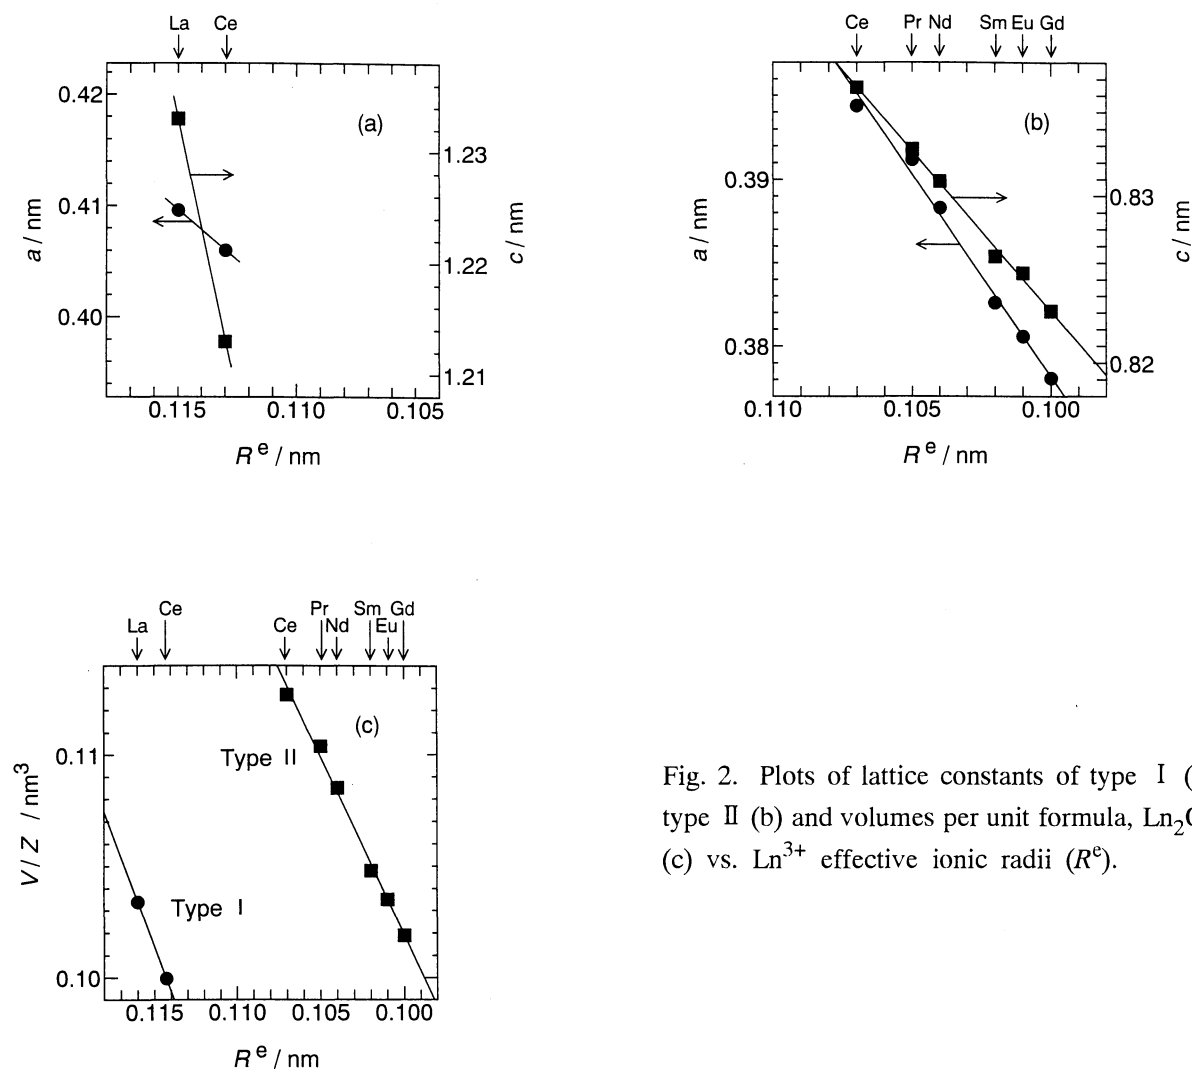 La Ce
0.42
0.41
0.40
a / nm
(a)
1.23
1.22
1.21
c / nm
0.115 0.110 0.105
R e / nm
Ce Pr Nd Sm Eu Gd
0.39
0.38
a / nm
(b)
0.83
0.82
c / nm
0.110 0.105 0.100
R e / nm
Ce Pr Sm Gd
La Ce Nd Eu
0.11
0.10
V / Z / nm3
(c)
Type II
Type I
0.115 0.110 0.105 0.100
R e / nm
Fig. 2. Plots of lattice constants of type I (
type II (b) and volumes per unit formula, Ln2
(c) vs. Ln3+ effective ionic radii (Re).